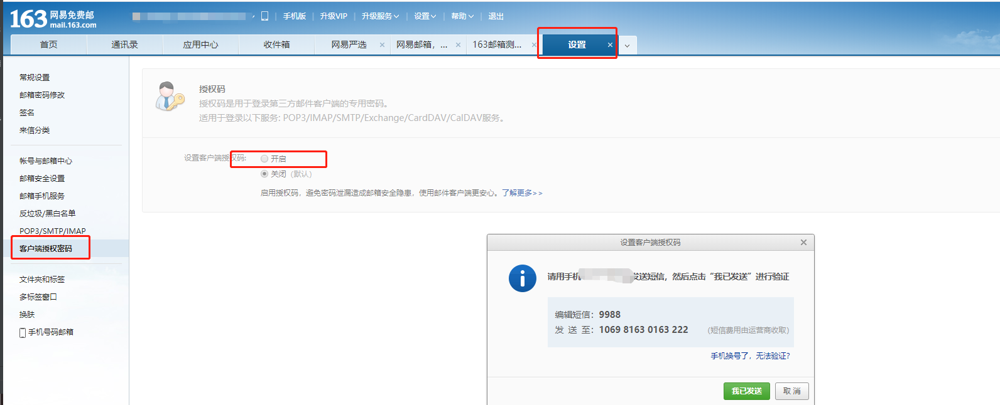 163 网易免费邮
mail.163.com
手机版 | 升级VIP | 升级服务 | 设置 | 帮助 | 退出
首页 通讯录 应用中心 收件箱 网易严选 × 网易邮箱，... × 163邮箱测... × 设置 ×
常规设置
邮箱密码修改
签名
来信分类
帐号与邮箱中心
邮箱安全设置
邮箱手机服务
反垃圾/黑白名单
POP3/SMTP/IMAP
客户端授权密码
文件夹和标签
多标签窗口
换肤
手机号码邮箱
授权码
授权码是用于登录第三方邮件客户端的专用密码。
适用于登录以下服务: POP3/IMAP/SMTP/Exchange/CardDAV/CalDAV服务。
设置客户端授权码: 开启
关闭 (默认)
启用授权码，避免密码泄漏造成邮箱安全隐患，使用邮件客户端更安心。了解更多>>
设置客户端授权码 ×
请用手机 发送短信，然后点击“我已发送”进行验证
编辑短信：9988
发 送 至：1069 8163 0163 222 (短信费用由运营商收取)
手机换号了，无法验证?
我已发送 取 消